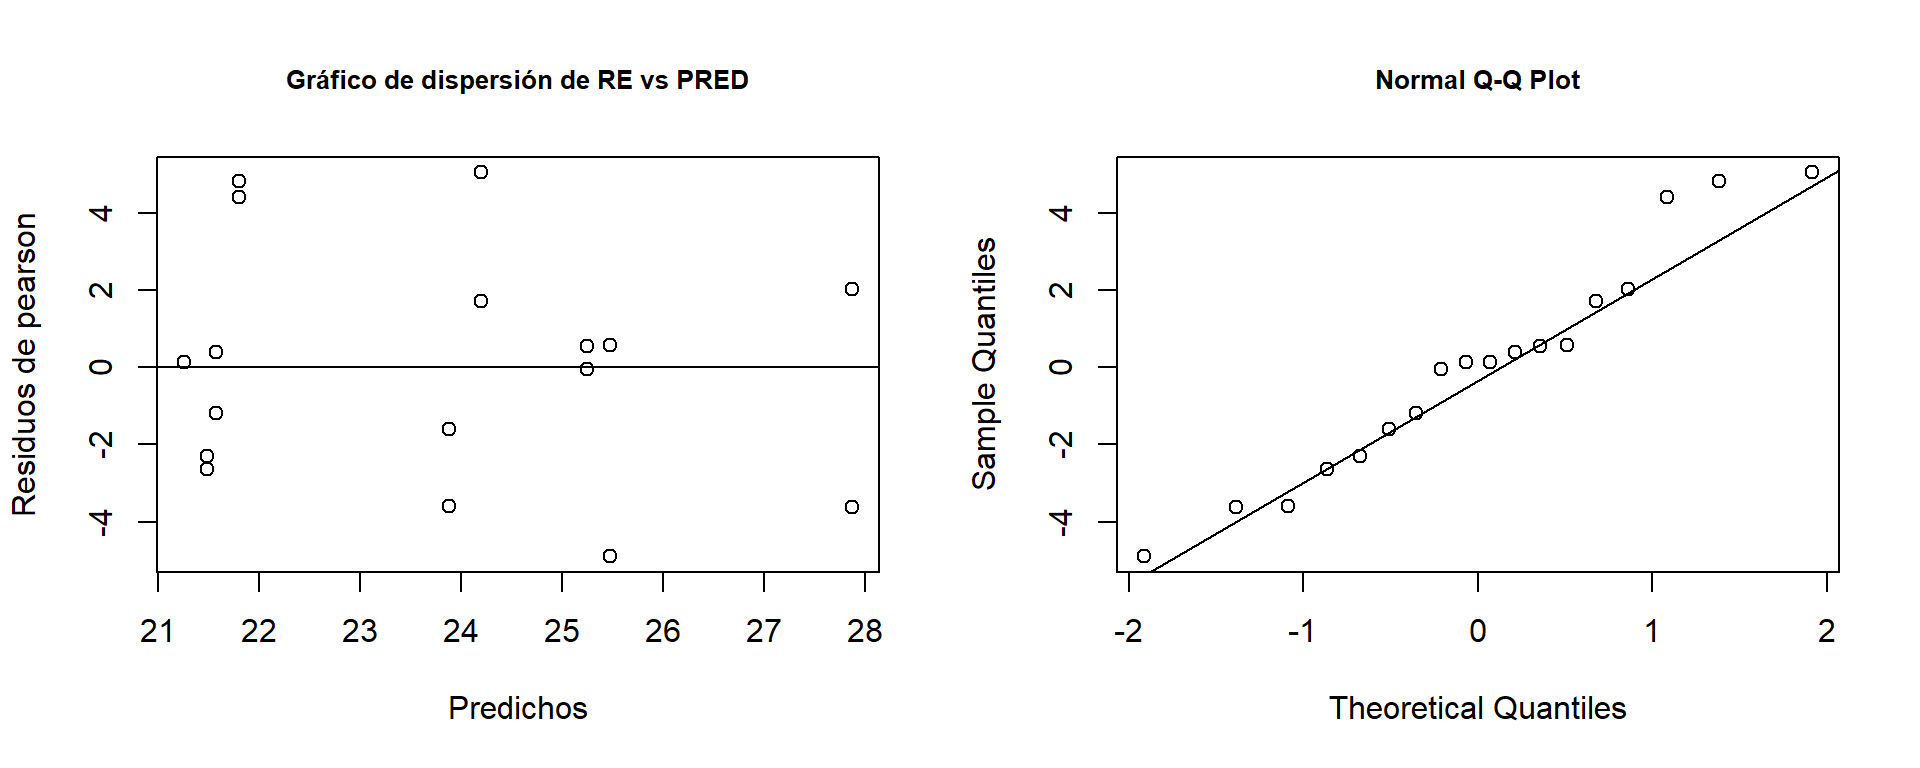 Gráfico de dispersión de RE vs PRED
Residuos de pearson
4
2
0
-2
-4
21 22 23 24 25 26 27 28
Predichos
Normal Q-Q Plot
Sample Quantiles
4
2
0
-2
-4
-2 -1 0 1 2
Theoretical Quantiles